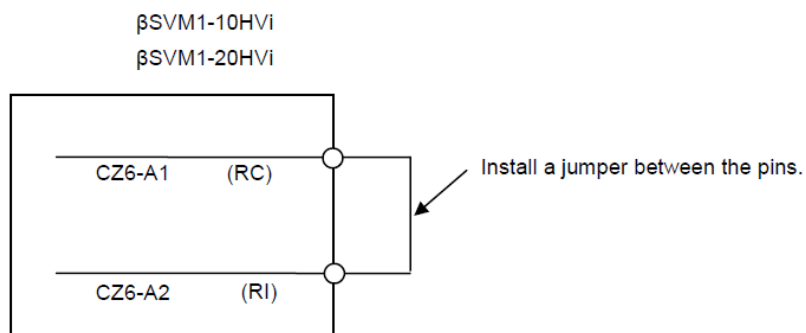 βSVM1-10HVi
βSVM1-20HVi
CZ6-A1 (RC)
Install a jumper between the pins.
CZ6-A2 (RI)